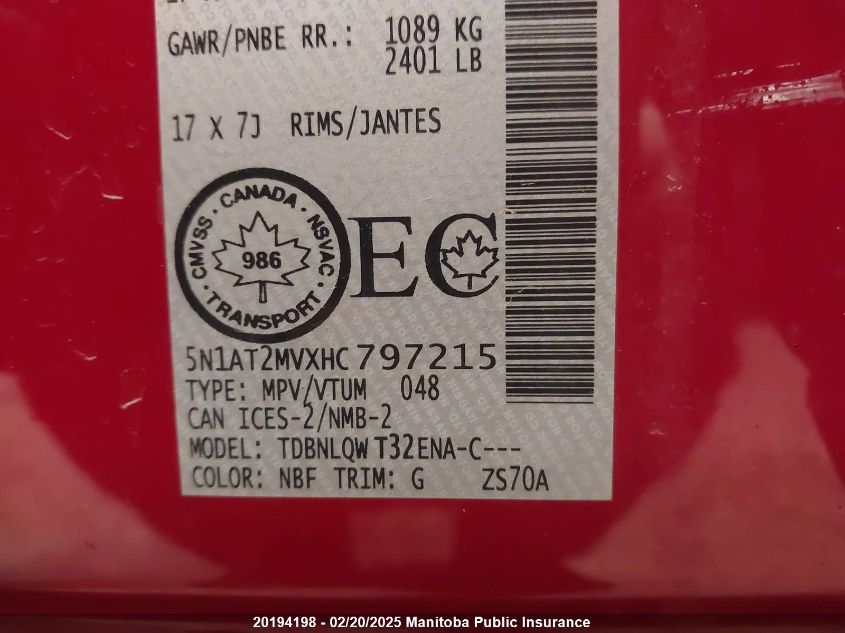 GAWR/PNBE RR.: 1089 KG
2401 LB
17 X 7J RIMS/JANTES
CMVSS · CANADA · NSVAC
986
TRANSPORT
EC
5N1AT2MVXHC797215
TYPE: MPV/VTUM 048
CAN ICES-2/NMB-2
MODEL: TDBNLQW T32ENA-C---
COLOR: NBF TRIM: G ZS70A
20194198 - 02/20/2025 Manitoba Public Insurance